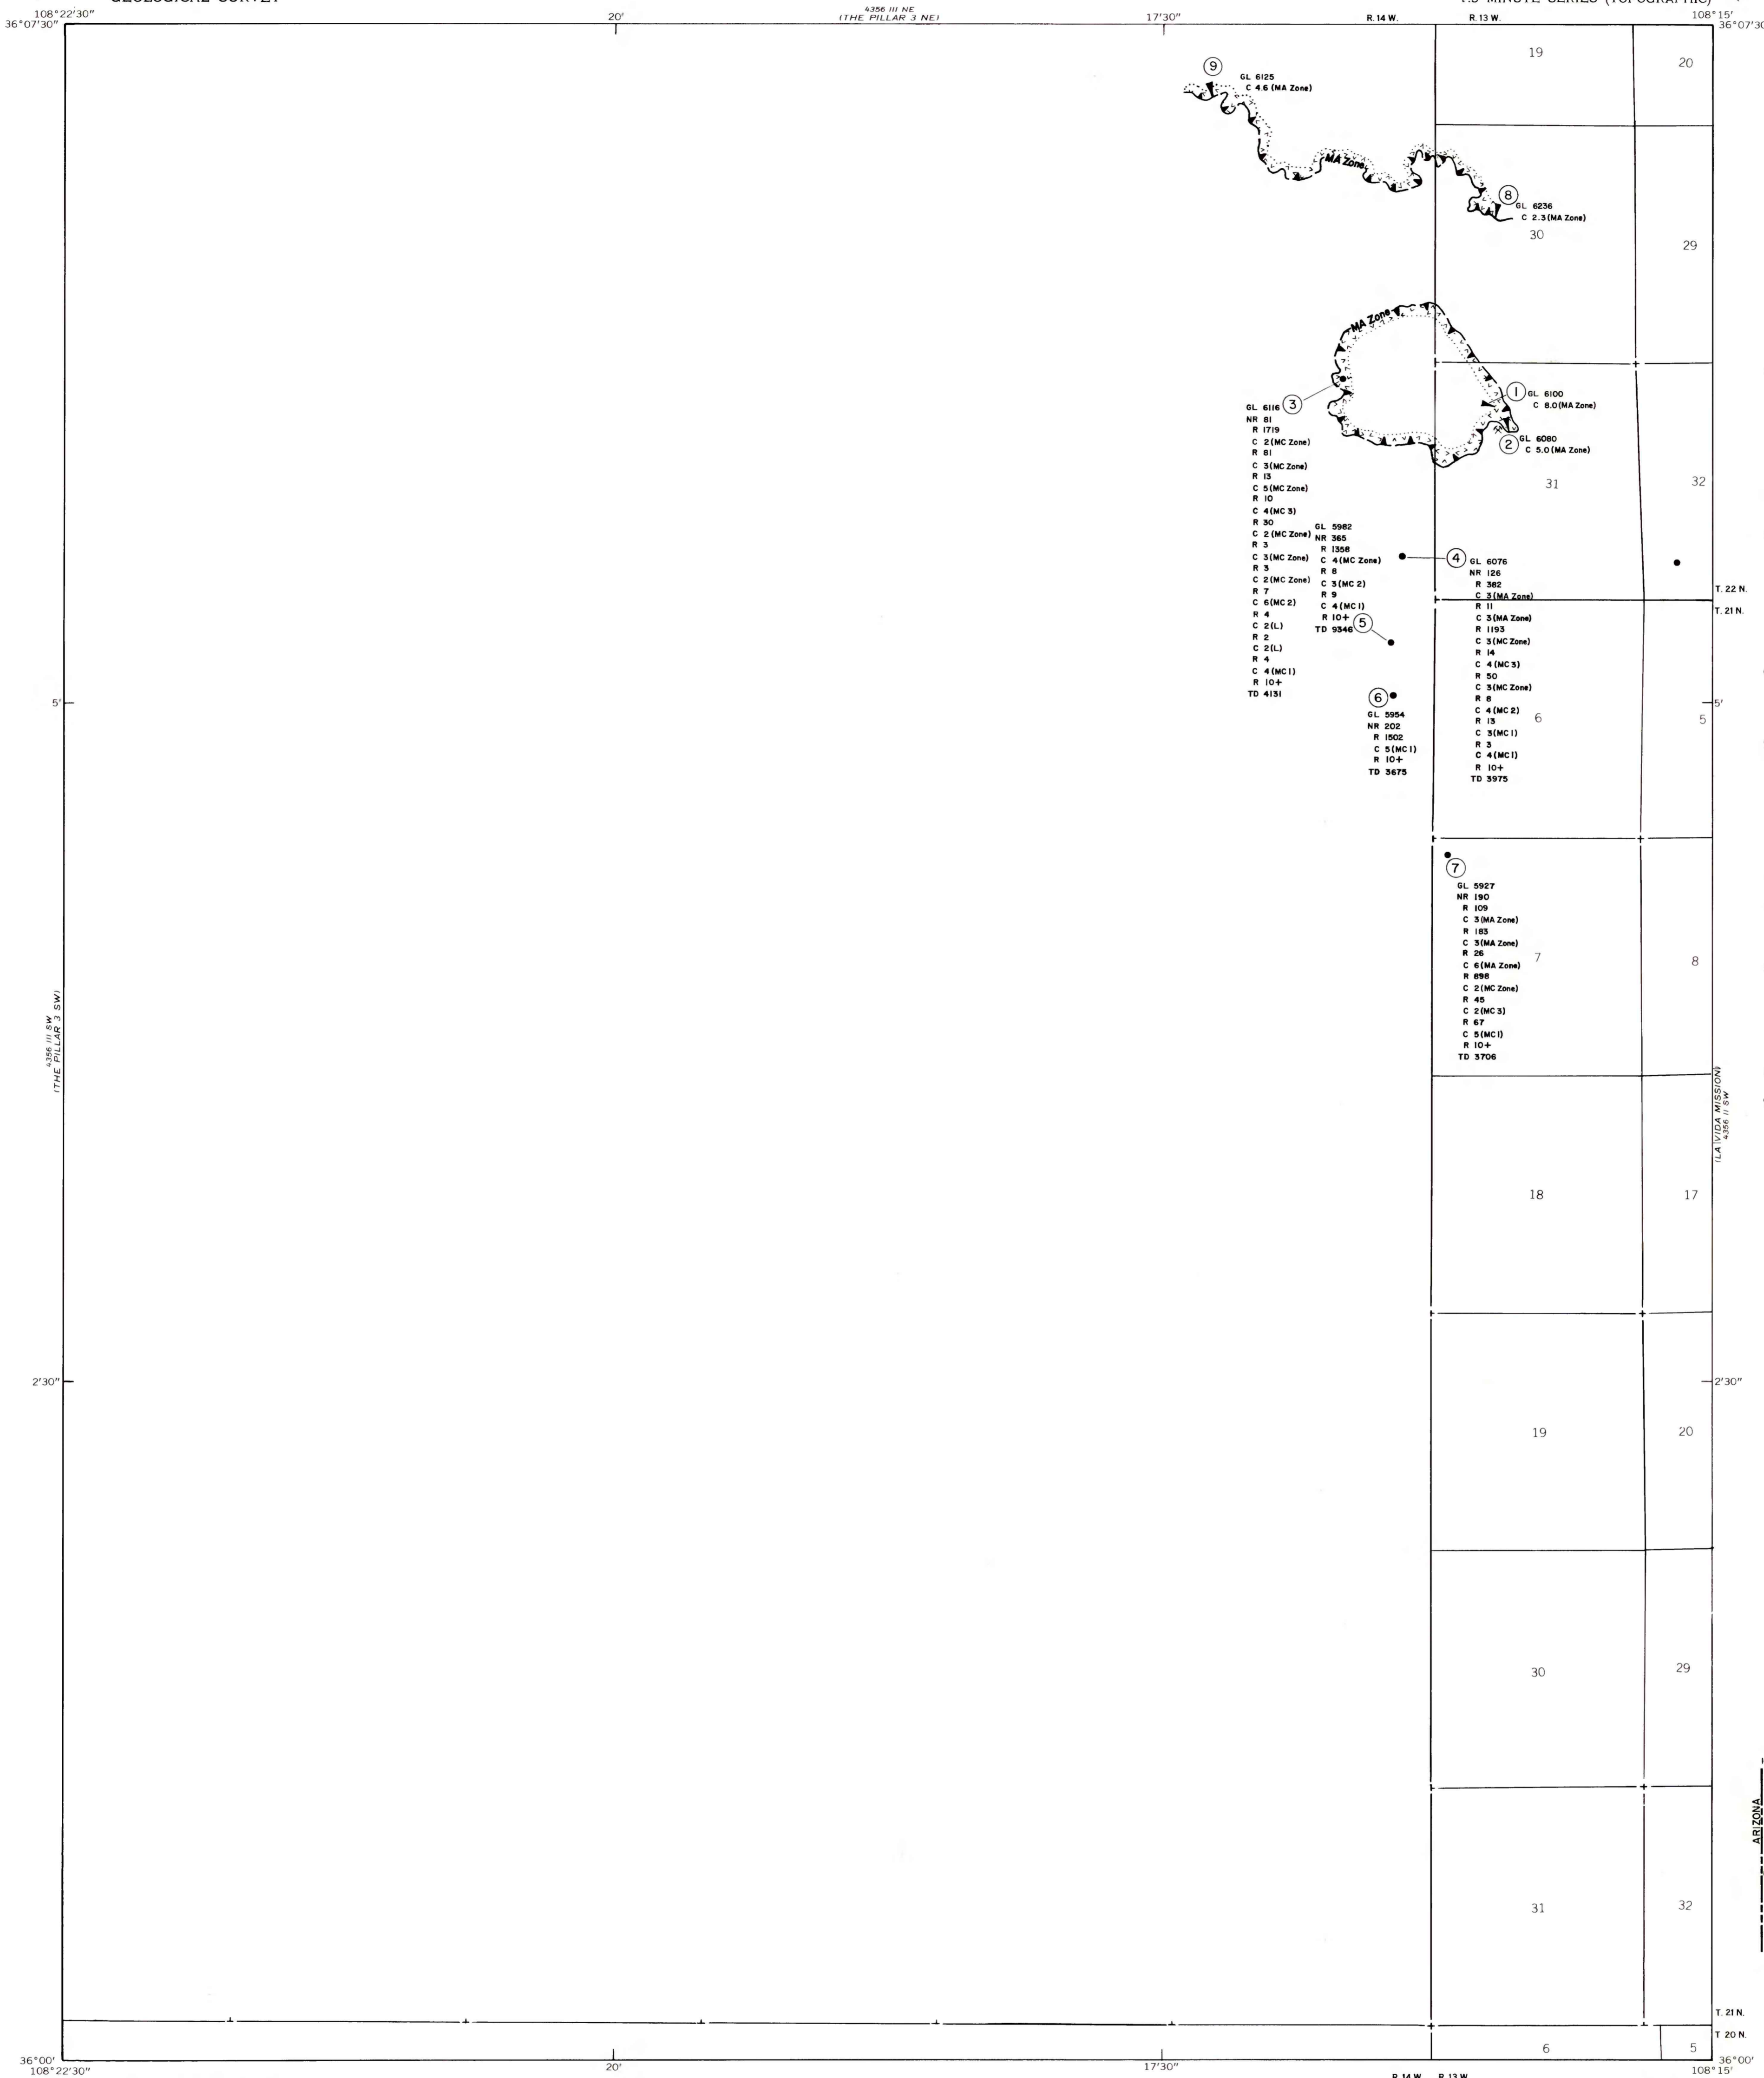 108°22'30"
36°07'30"
20'
4356 III NE
(THE PILLAR 3 NE)
17'30"
R. 14 W.
R. 13 W.
108°15'
19
20
9
GL 6125
C 4.6 (MA Zone)
MA Zone
8
GL 6236
C 2.3 (MA Zone)
30
29
MA Zone
1
GL 6100
C 8.0 (MA Zone)
2
GL 6080
C 5.0 (MA Zone)
31
32
3
GL 6116
NR 81
R 1719
C 2 (MC Zone)
R 81
C 3 (MC Zone)
R 13
C 5 (MC Zone)
R 10
C 4 (MC 3)
R 30
C 2 (MC Zone)
R 3
C 3 (MC Zone)
R 3
C 2 (MC Zone)
R 7
C 6 (MC 2)
R 4
C 2 (L)
R 2
C 2 (L)
R 4
C 4 (MC 1)
R 10+
TD 4131
GL 5982
NR 365
R 1358
C 4 (MC Zone)
R 8
C 3 (MC 2)
R 9
C 4 (MC 1)
R 10+
TD 9346
5
4
GL 6076
NR 126
R 382
C 3 (MA Zone)
R 11
C 3 (MA Zone)
R 1193
C 3 (MC Zone)
R 14
C 4 (MC 3)
R 50
C 3 (MC Zone)
R 8
C 4 (MC 2)
R 13
C 3 (MC 1)
R 3
C 4 (MC 1)
R 10+
TD 3975
T. 22 N.
T. 21 N.
5'
5'
6
5
6
GL 5954
NR 202
R 1502
C 5 (MC 1)
R 10+
TD 3675
7
GL 5927
NR 190
R 109
C 3 (MA Zone)
R 183
C 3 (MA Zone)
R 26
C 6 (MA Zone)
R 898
C 2 (MC Zone)
R 45
C 2 (MC 3)
R 67
C 5 (MC 1)
R 10+
TD 3706
7
8
4356 III SW
(THE PILLAR 3 SW)
(LA VIDA MISSION)
4356 II SW
18
17
2'30"
2'30"
19
20
30
29
ARIZONA
31
32
T. 21 N.
T 20 N.
6
5
36°00'
108°22'30"
20'
17'30"
36°00'
108°15'